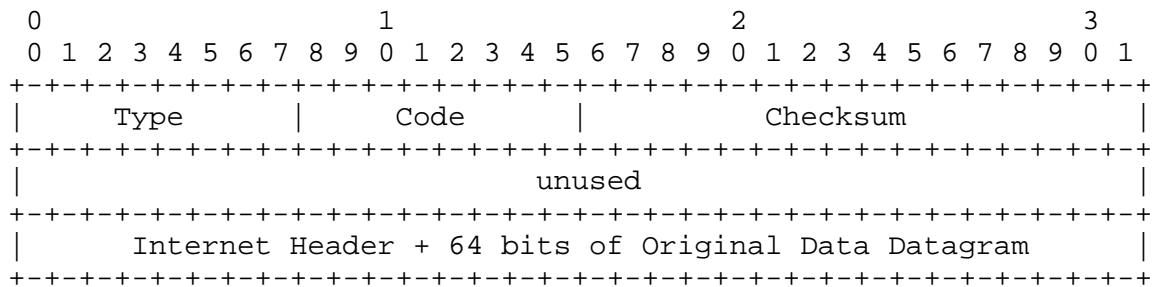 0                   1                   2                   3
0 1 2 3 4 5 6 7 8 9 0 1 2 3 4 5 6 7 8 9 0 1 2 3 4 5 6 7 8 9 0 1
+-+-+-+-+-+-+-+-+-+-+-+-+-+-+-+-+-+-+-+-+-+-+-+-+-+-+-+-+-+-+-+-+
|     Type      |     Code      |          Checksum             |
+-+-+-+-+-+-+-+-+-+-+-+-+-+-+-+-+-+-+-+-+-+-+-+-+-+-+-+-+-+-+-+-+
|                             unused                            |
+-+-+-+-+-+-+-+-+-+-+-+-+-+-+-+-+-+-+-+-+-+-+-+-+-+-+-+-+-+-+-+-+
|      Internet Header + 64 bits of Original Data Datagram      |
+-+-+-+-+-+-+-+-+-+-+-+-+-+-+-+-+-+-+-+-+-+-+-+-+-+-+-+-+-+-+-+-+